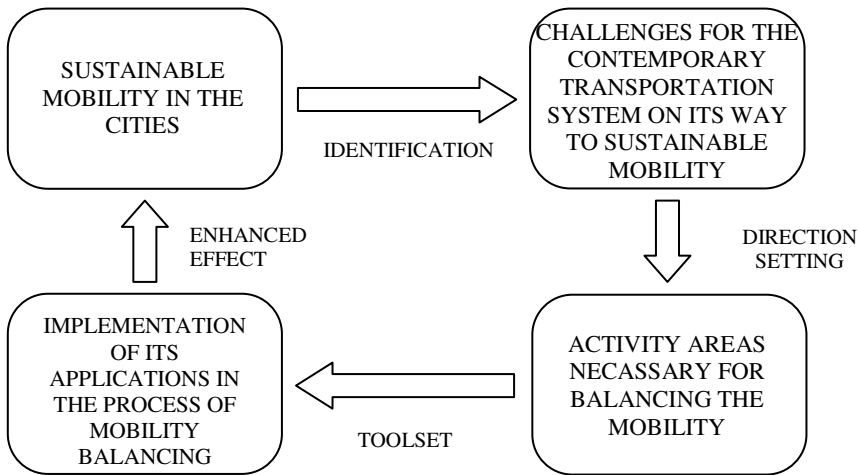 SUSTAINABLE
MOBILITY IN THE
CITIES
IDENTIFICATION
CHALLENGES FOR THE
CONTEMPORARY
TRANSPORTATION
SYSTEM ON ITS WAY
TO SUSTAINABLE
MOBILITY
DIRECTION
SETTING
ACTIVITY AREAS
NECASSARY FOR
BALANCING THE
MOBILITY
TOOLSET
IMPLEMENTATION
OF ITS
APPLICATIONS IN
THE PROCESS OF
MOBILITY
BALANCING
ENHANCED
EFFECT